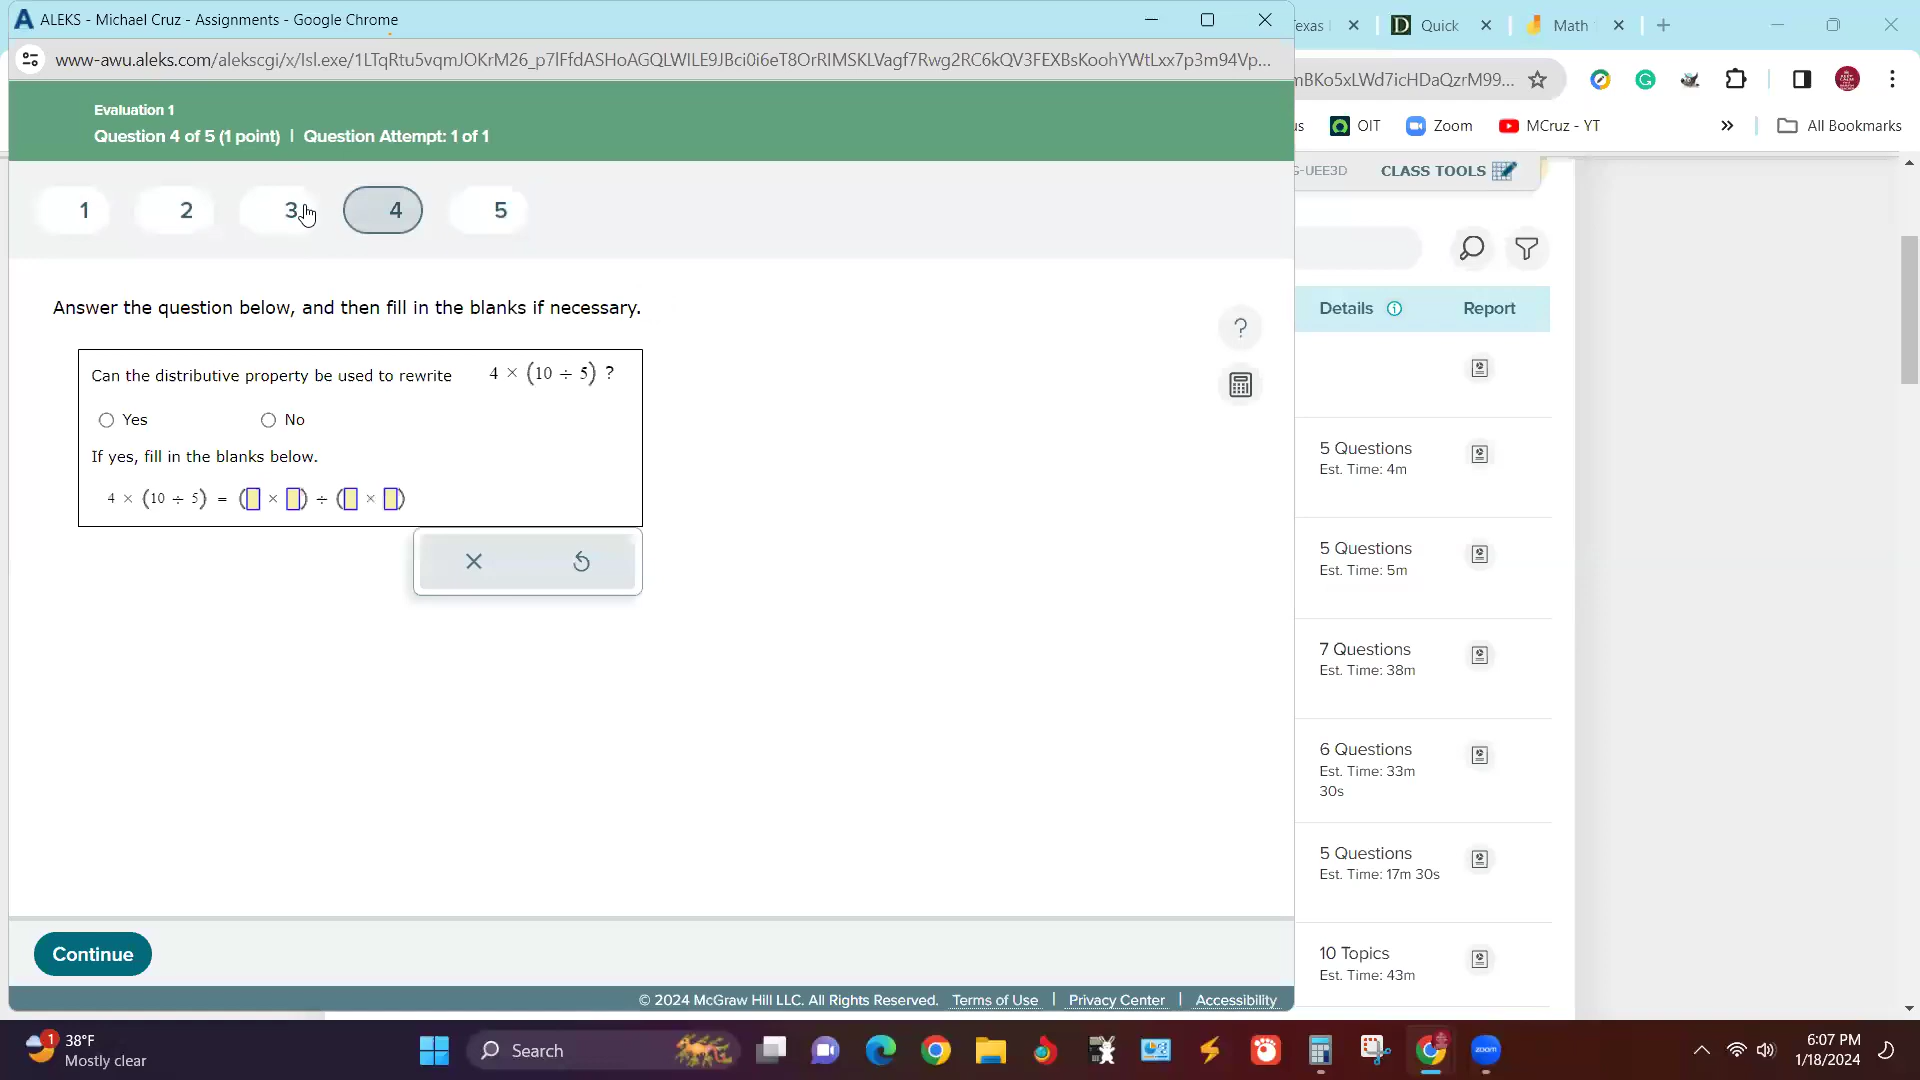 ALEKS - Michael Cruz - Assignments - Google Chrome
Texas
Quick
Math
www-awu.aleks.com/alekscgi/x/Isl.exe/1LTqRtu5vqmJOKrM26_p7lFfdASHoAGQLWILE9JBci0i6eT8OrRIMSKLVagf7Rwg2RC6kQV3FEXBsKoohYWtLxx7p3m94Vp...
mBKo5xLWd7icHDaQzrM99...
OIT
Zoom
MCruz - YT
All Bookmarks
Evaluation 1
Question 4 of 5 (1 point) | Question Attempt: 1 of 1
G-UEE3D
CLASS TOOLS
1 2 3 4 5
Answer the question below, and then fill in the blanks if necessary.
Can the distributive property be used to rewrite 4 × (10 ÷ 5) ?
Yes No
If yes, fill in the blanks below.
4 × (10 ÷ 5) = ( × ) ÷ ( × )
Details
Report
5 Questions
Est. Time: 4m
5 Questions
Est. Time: 5m
7 Questions
Est. Time: 38m
6 Questions
Est. Time: 33m
30s
5 Questions
Est. Time: 17m 30s
10 Topics
Est. Time: 43m
Continue
© 2024 McGraw Hill LLC. All Rights Reserved. Terms of Use | Privacy Center | Accessibility
1
38°F
Mostly clear
Search
zoom
6:07 PM
1/18/2024